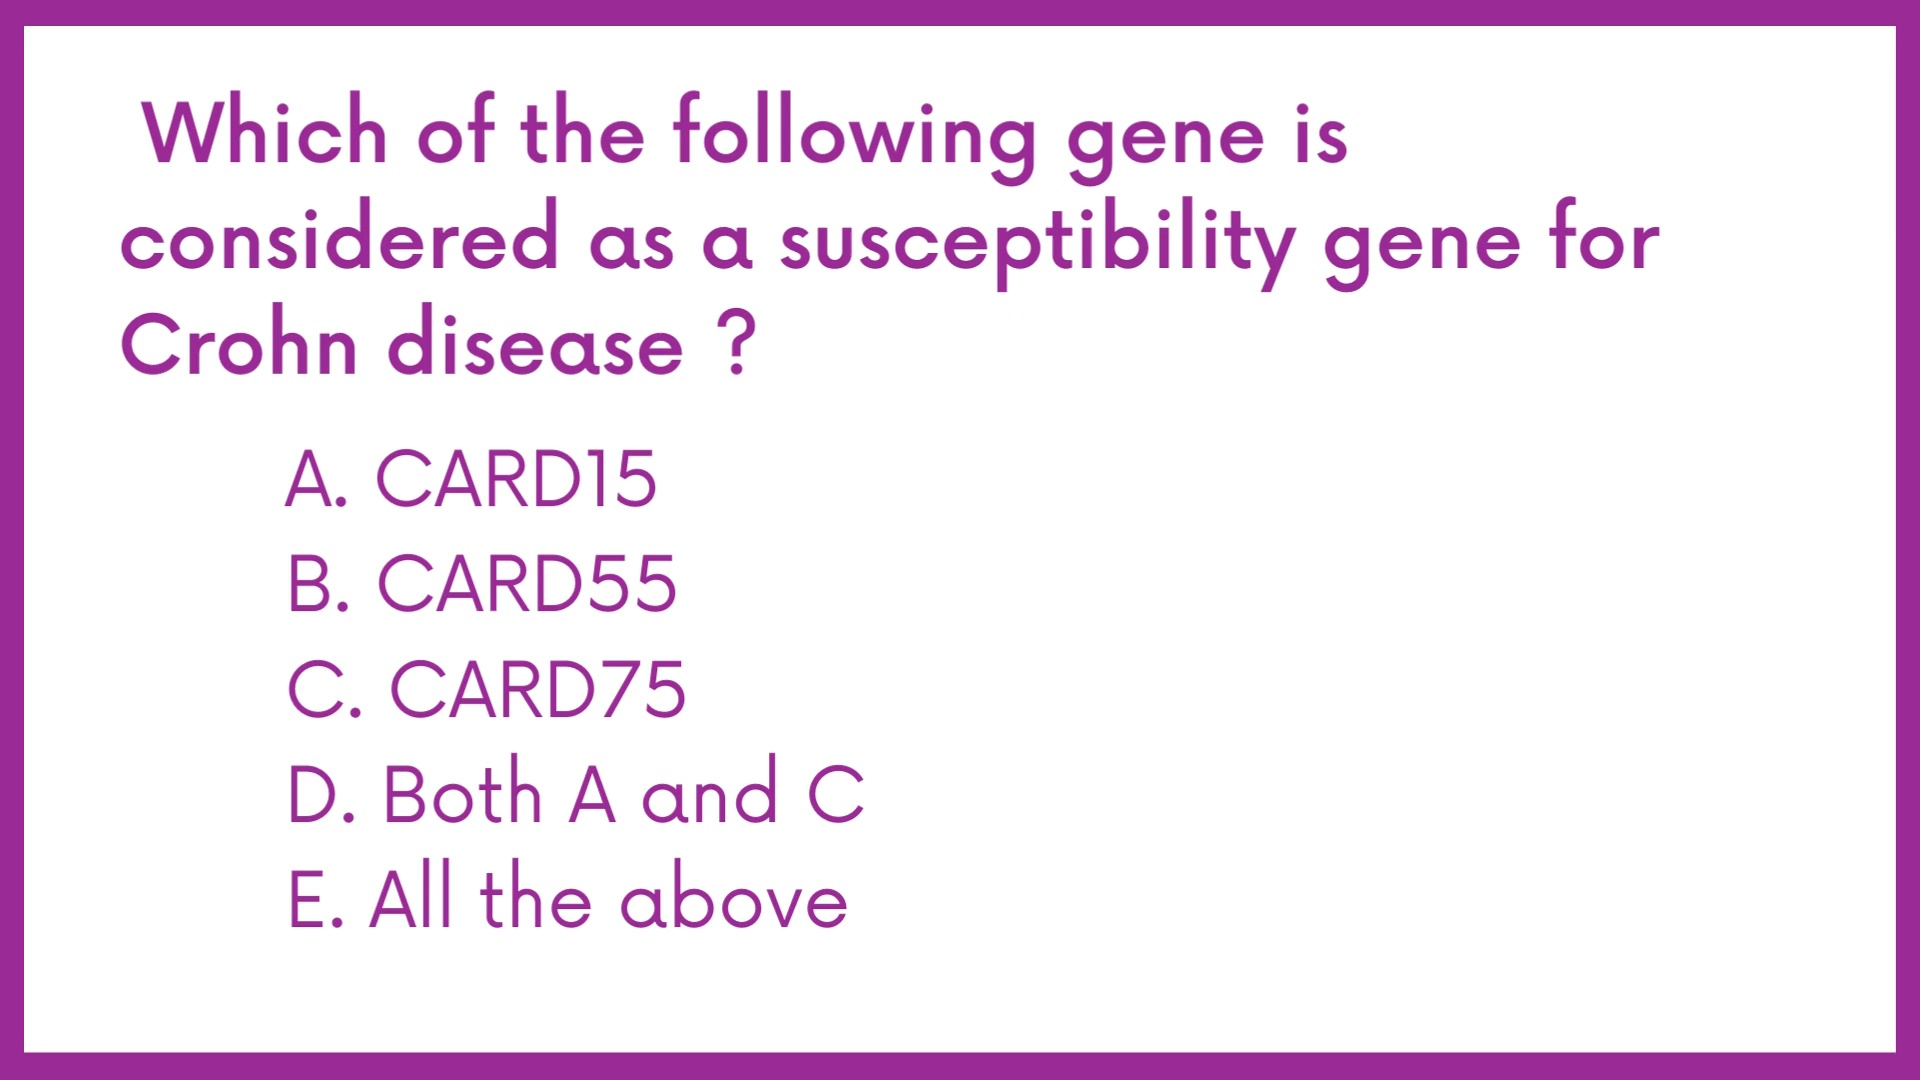 Which of the following gene is
considered as a susceptibility gene for
Crohn disease ?
A. CARD15
B. CARD55
C. CARD75
D. Both A and C
E. All the above